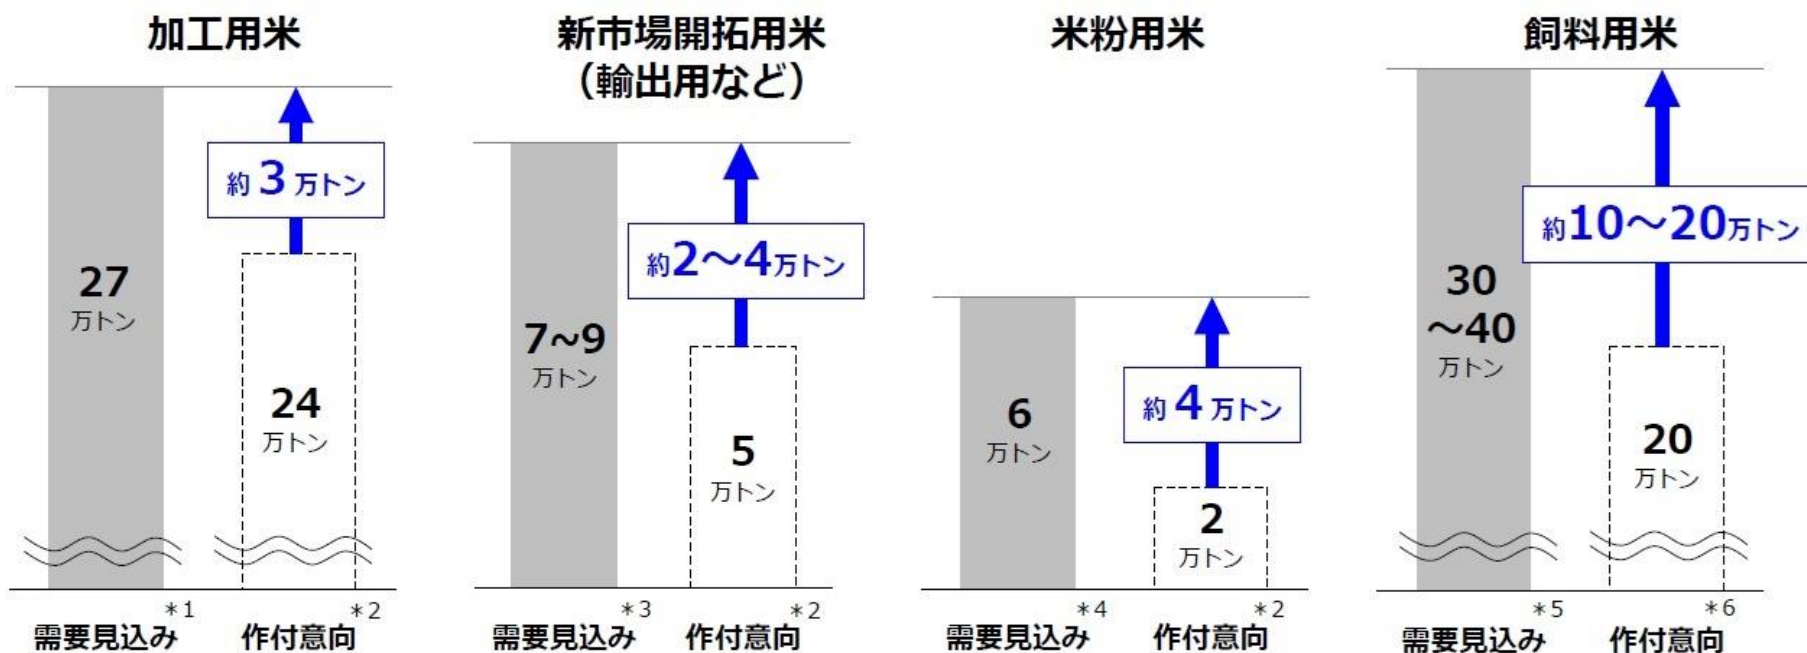 加工用米
約 3 万トン
27
万トン
24
万トン
需要見込み＊1
作付意向＊2
新市場開拓用米
（輸出用など）
約2～4万トン
7~9
万トン
5
万トン
需要見込み＊3
作付意向＊2
米粉用米
約 4 万トン
6
万トン
2
万トン
需要見込み＊4
作付意向＊2
飼料用米
約10～20万トン
30
～40
万トン
20
万トン
需要見込み＊5
作付意向＊6